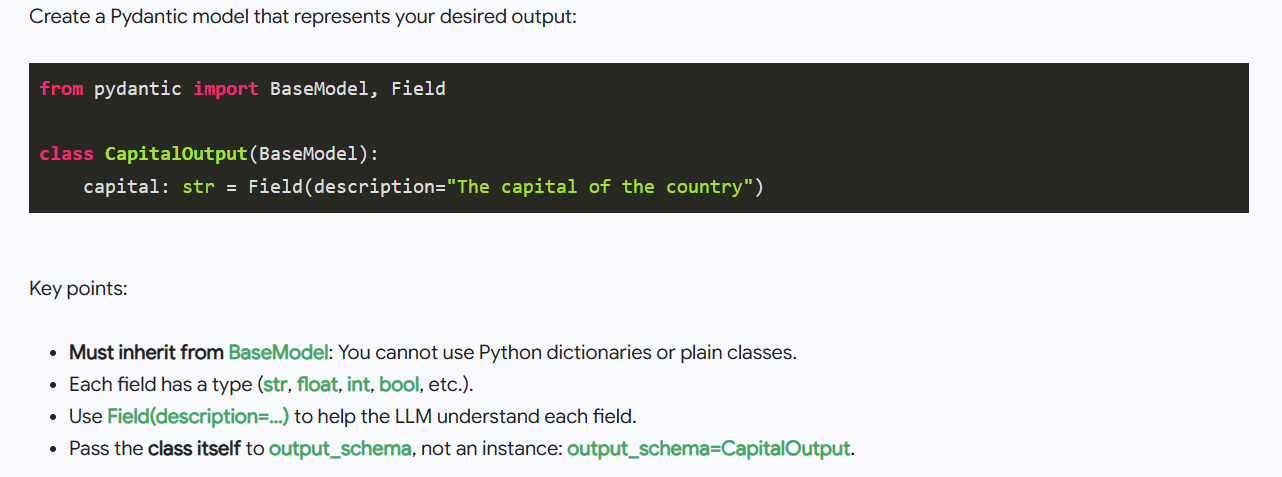 Create a Pydantic model that represents your desired output:
from pydantic import BaseModel, Field
class CapitalOutput(BaseModel):
    capital: str = Field(description="The capital of the country")
Key points:
• Must inherit from BaseModel: You cannot use Python dictionaries or plain classes.
• Each field has a type (str, float, int, bool, etc.).
• Use Field(description=...) to help the LLM understand each field.
• Pass the class itself to output_schema, not an instance: output_schema=CapitalOutput.